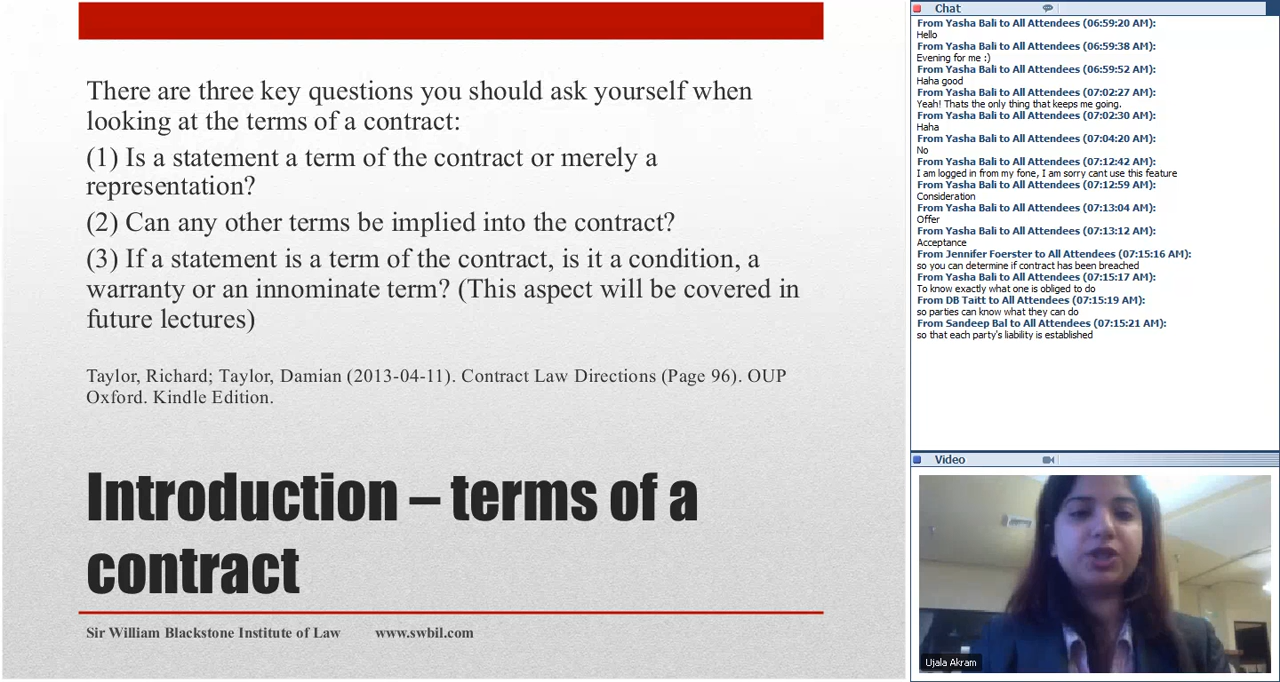 There are three key questions you should ask yourself when
looking at the terms of a contract:
(1) Is a statement a term of the contract or merely a
representation?
(2) Can any other terms be implied into the contract?
(3) If a statement is a term of the contract, is it a condition, a
warranty or an innominate term? (This aspect will be covered in
future lectures)
Taylor, Richard; Taylor, Damian (2013-04-11). Contract Law Directions (Page 96). OUP
Oxford. Kindle Edition.
Introduction – terms of a
contract
Sir William Blackstone Institute of Law www.swbil.com
Chat
From Yasha Bali to All Attendees (06:59:20 AM):
Hello
From Yasha Bali to All Attendees (06:59:38 AM):
Evening for me :)
From Yasha Bali to All Attendees (06:59:52 AM):
Haha good
From Yasha Bali to All Attendees (07:02:27 AM):
Yeah! Thats the only thing that keeps me going.
From Yasha Bali to All Attendees (07:02:30 AM):
Haha
From Yasha Bali to All Attendees (07:04:20 AM):
No
From Yasha Bali to All Attendees (07:12:42 AM):
I am logged in from my fone, I am sorry cant use this feature
From Yasha Bali to All Attendees (07:12:59 AM):
Consideration
From Yasha Bali to All Attendees (07:13:04 AM):
Offer
From Yasha Bali to All Attendees (07:13:12 AM):
Acceptance
From Jennifer Foerster to All Attendees (07:15:16 AM):
so you can determine if contract has been breached
From Yasha Bali to All Attendees (07:15:17 AM):
To know exactly what one is obliged to do
From DB Taitt to All Attendees (07:15:19 AM):
so parties can know what they can do
From Sandeep Bal to All Attendees (07:15:21 AM):
so that each party's liability is established
Video
Ujala Akram